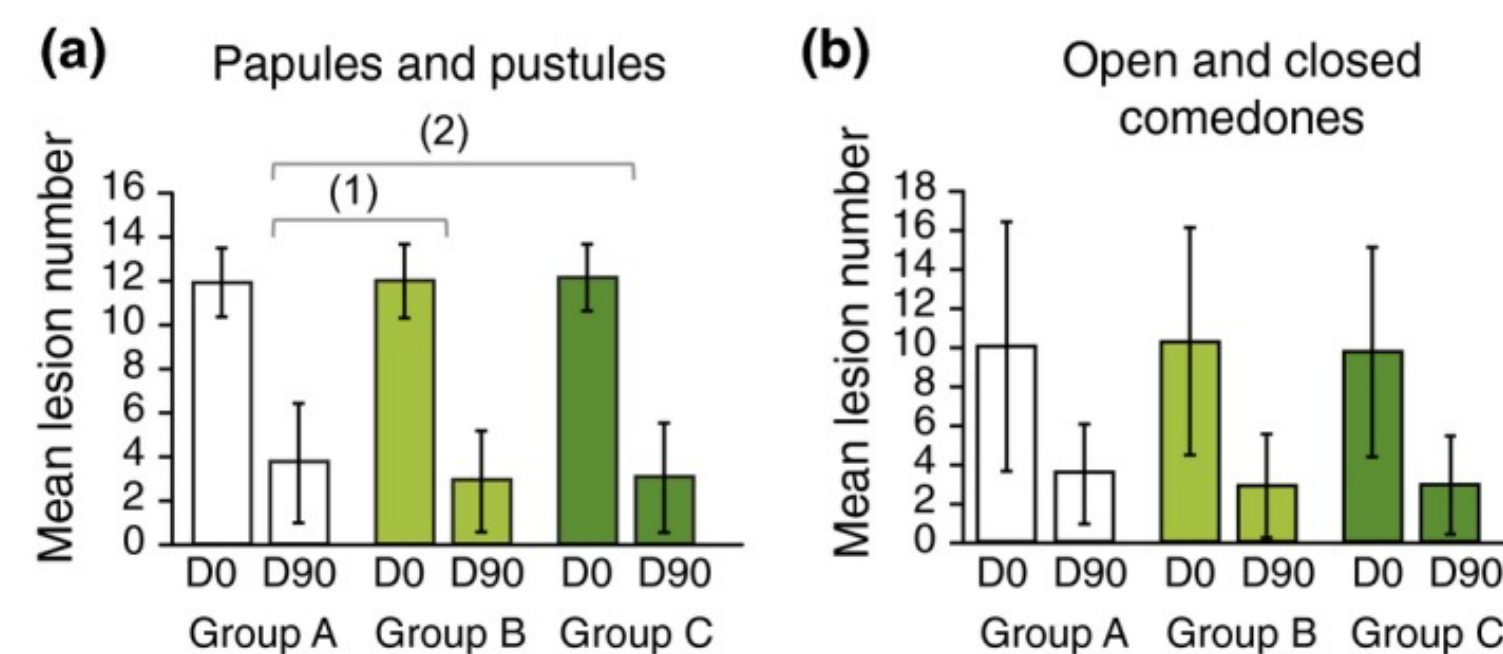 (a)
Papules and pustules
(2)
(1)
Mean lesion number
16
14
12
10
8
6
4
2
0
D0 D90 D0 D90 D0 D90
Group A Group B Group C
(b)
Open and closed
comedones
Mean lesion number
18
16
14
12
10
8
6
4
2
0
D0 D90 D0 D90 D0 D90
Group A Group B Group C